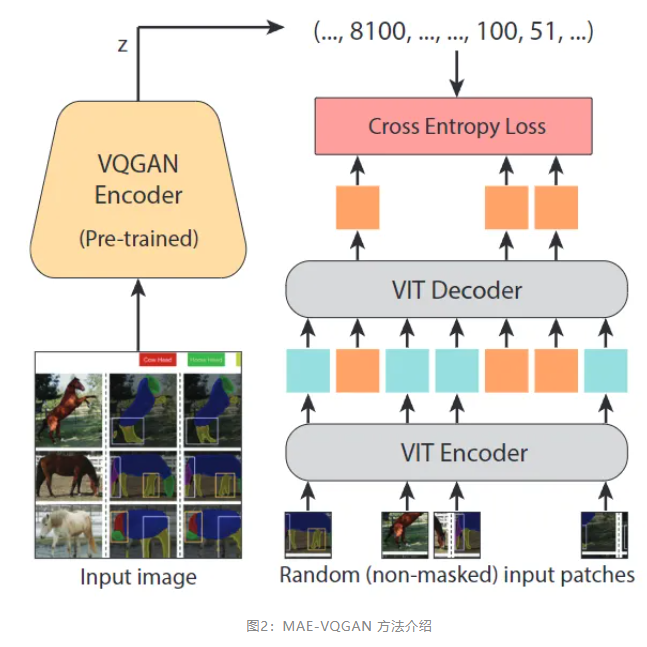 z
(..., 8100, ..., ..., 100, 51, ...)
Cross Entropy Loss
VQGAN
Encoder
(Pre-trained)
VIT Decoder
Cow Head
Horse Head
VIT Encoder
Input image
Random (non-masked) input patches
图2：MAE-VQGAN 方法介绍